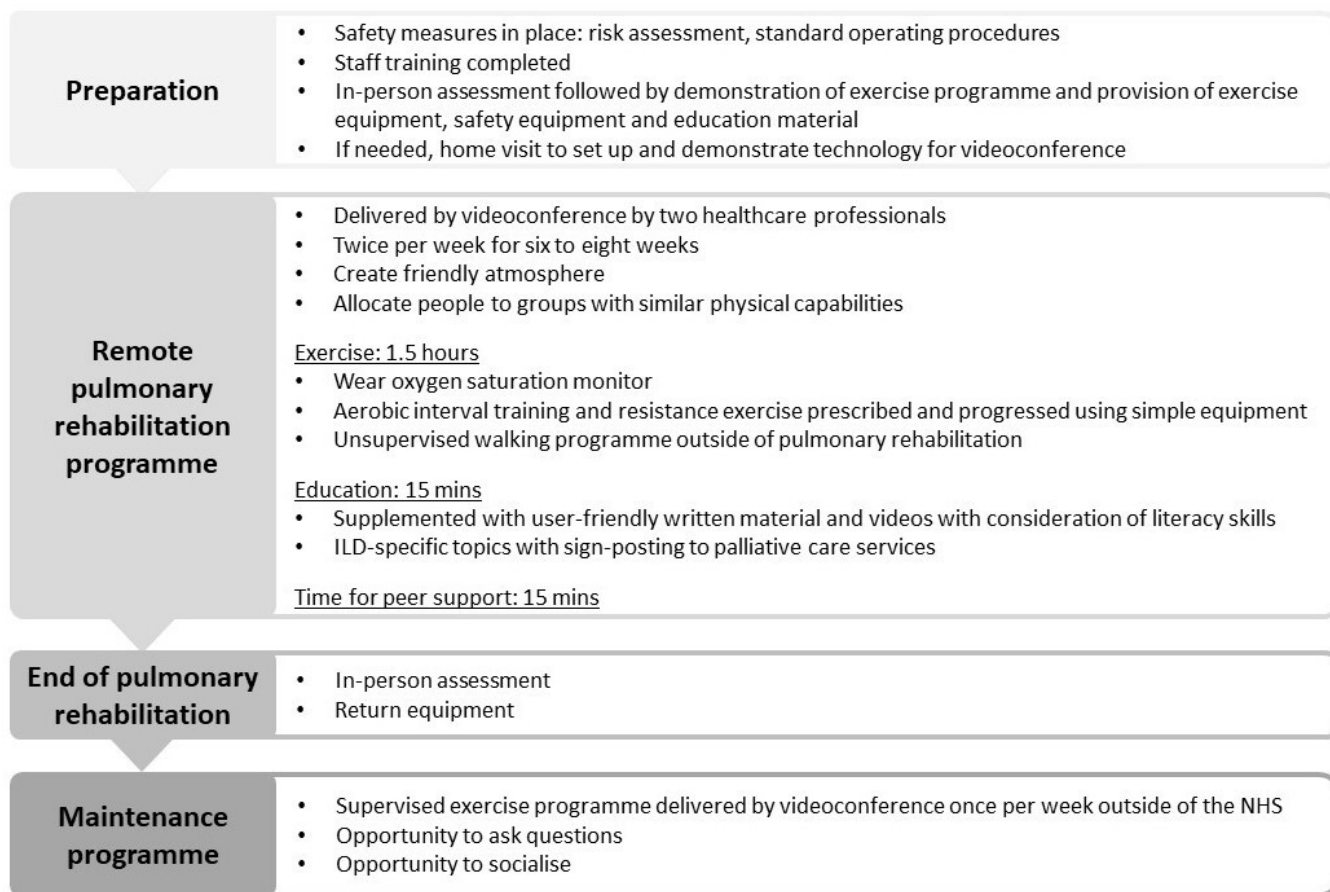 Preparation
• Safety measures in place: risk assessment, standard operating procedures
• Staff training completed
• In-person assessment followed by demonstration of exercise programme and provision of exercise
equipment, safety equipment and education material
• If needed, home visit to set up and demonstrate technology for videoconference
Remote
pulmonary
rehabilitation
programme
• Delivered by videoconference by two healthcare professionals
• Twice per week for six to eight weeks
• Create friendly atmosphere
• Allocate people to groups with similar physical capabilities
Exercise: 1.5 hours
• Wear oxygen saturation monitor
• Aerobic interval training and resistance exercise prescribed and progressed using simple equipment
• Unsupervised walking programme outside of pulmonary rehabilitation
Education: 15 mins
• Supplemented with user-friendly written material and videos with consideration of literacy skills
• ILD-specific topics with sign-posting to palliative care services
Time for peer support: 15 mins
End of pulmonary
rehabilitation
• In-person assessment
• Return equipment
Maintenance
programme
• Supervised exercise programme delivered by videoconference once per week outside of the NHS
• Opportunity to ask questions
• Opportunity to socialise